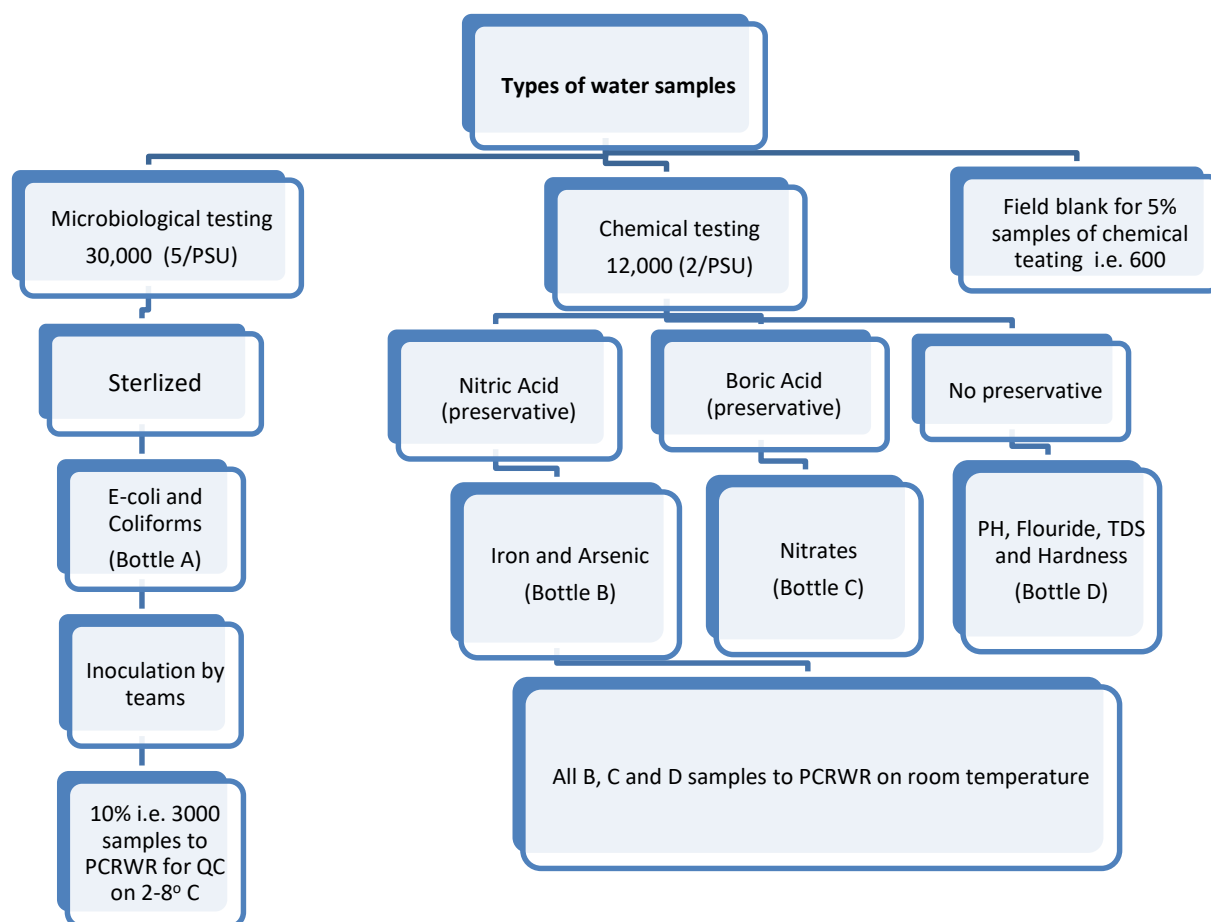 Types of water samples
Microbiological testing
30,000  (5/PSU)
Chemical testing
12,000 (2/PSU)
Field blank for 5%
samples of chemical
teating  i.e. 600
Sterlized
Nitric Acid
(preservative)
Boric Acid
(preservative)
No preservative
E-coli and
Coliforms
(Bottle A)
Iron and Arsenic
(Bottle B)
Nitrates
(Bottle C)
PH, Flouride, TDS
and Hardness
(Bottle D)
Inoculation by
teams
All B, C and D samples to PCRWR on room temperature
10% i.e. 3000
samples to
PCRWR for QC
on 2-8º C